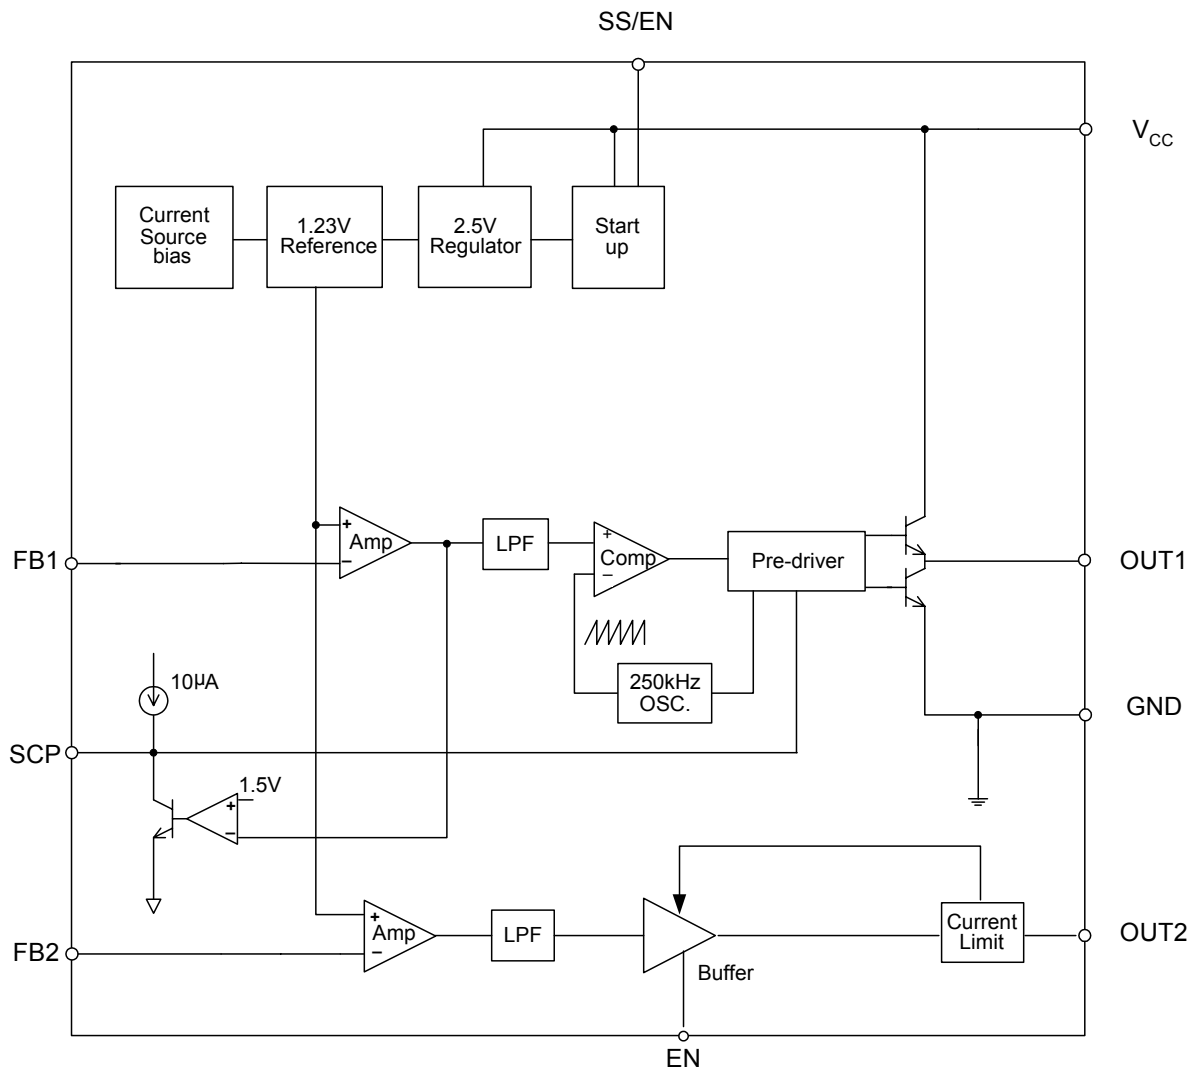 SS/EN
V_CC
Current
Source
bias
1.23V
Reference
2.5V
Regulator
Start
up
FB1
+
−
Amp
LPF
+
−
Comp
Pre-driver
OUT1
250kHz
OSC.
10µA
GND
SCP
1.5V
+
−
FB2
+
−
Amp
LPF
Buffer
Current
Limit
OUT2
EN